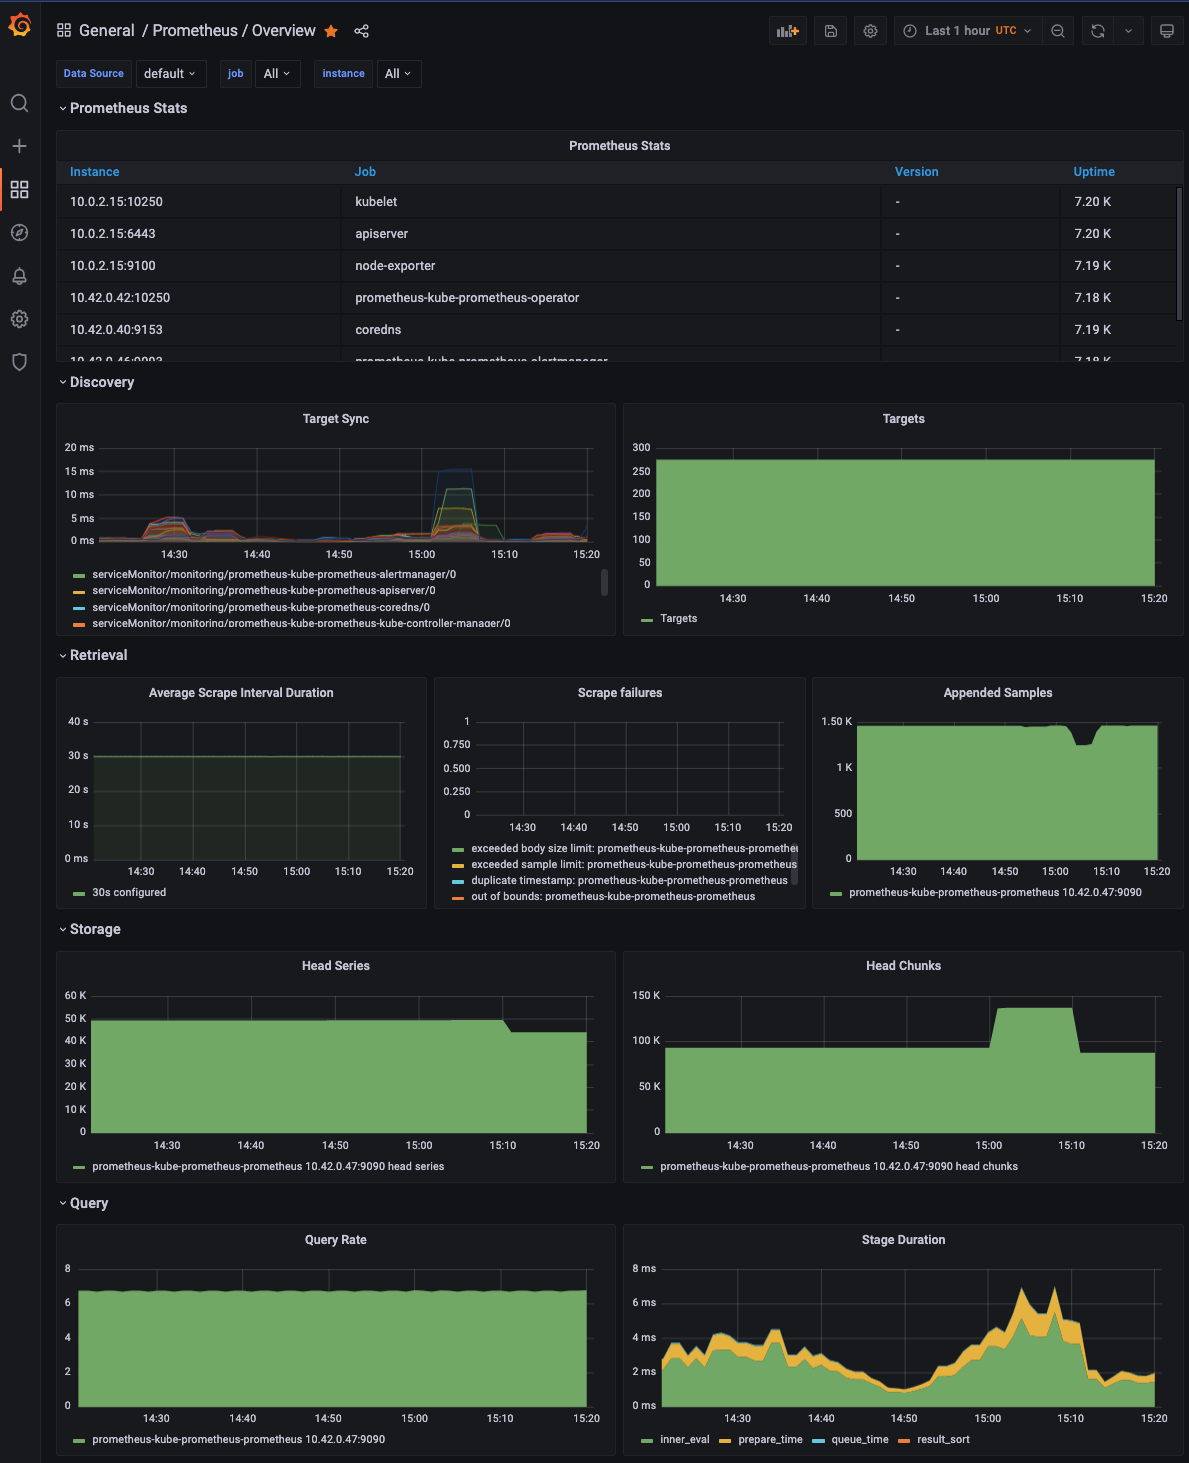 General / Prometheus / Overview
Last 1 hour UTC
Data Source default job All instance All
Prometheus Stats
Prometheus Stats
Instance Job Version Uptime
10.0.2.15:10250 kubelet - 7.20 K
10.0.2.15:6443 apiserver - 7.20 K
10.0.2.15:9100 node-exporter - 7.19 K
10.42.0.42:10250 prometheus-kube-prometheus-operator - 7.18 K
10.42.0.40:9153 coredns - 7.19 K
10.42.0.46:9093 prometheus-kube-prometheus-alertmanager 7.18 K
Discovery
Target Sync
20 ms
15 ms
10 ms
5 ms
0 ms
14:30 14:40 14:50 15:00 15:10 15:20
serviceMonitor/monitoring/prometheus-kube-prometheus-alertmanager/0
serviceMonitor/monitoring/prometheus-kube-prometheus-apiserver/0
serviceMonitor/monitoring/prometheus-kube-prometheus-coredns/0
serviceMonitor/monitoring/prometheus-kube-prometheus-kube-controller-manager/0
Targets
300
250
200
150
100
50
0
14:30 14:40 14:50 15:00 15:10 15:20
Targets
Retrieval
Average Scrape Interval Duration
40 s
30 s
20 s
10 s
0 ms
14:30 14:40 14:50 15:00 15:10 15:20
30s configured
Scrape failures
1
0.750
0.500
0.250
0
14:30 14:40 14:50 15:00 15:10 15:20
exceeded body size limit: prometheus-kube-prometheus-promethe
exceeded sample limit: prometheus-kube-prometheus-prometheus
duplicate timestamp: prometheus-kube-prometheus-prometheus
out of bounds: prometheus-kube-prometheus-prometheus
Appended Samples
1.50 K
1 K
500
0
14:30 14:40 14:50 15:00 15:10 15:20
prometheus-kube-prometheus-prometheus 10.42.0.47:9090
Storage
Head Series
60 K
50 K
40 K
30 K
20 K
10 K
0
14:30 14:40 14:50 15:00 15:10 15:20
prometheus-kube-prometheus-prometheus 10.42.0.47:9090 head series
Head Chunks
150 K
100 K
50 K
0
14:30 14:40 14:50 15:00 15:10 15:20
prometheus-kube-prometheus-prometheus 10.42.0.47:9090 head chunks
Query
Query Rate
8
6
4
2
0
14:30 14:40 14:50 15:00 15:10 15:20
prometheus-kube-prometheus-prometheus 10.42.0.47:9090
Stage Duration
8 ms
6 ms
4 ms
2 ms
0 ms
14:30 14:40 14:50 15:00 15:10 15:20
inner_eval prepare_time queue_time result_sort